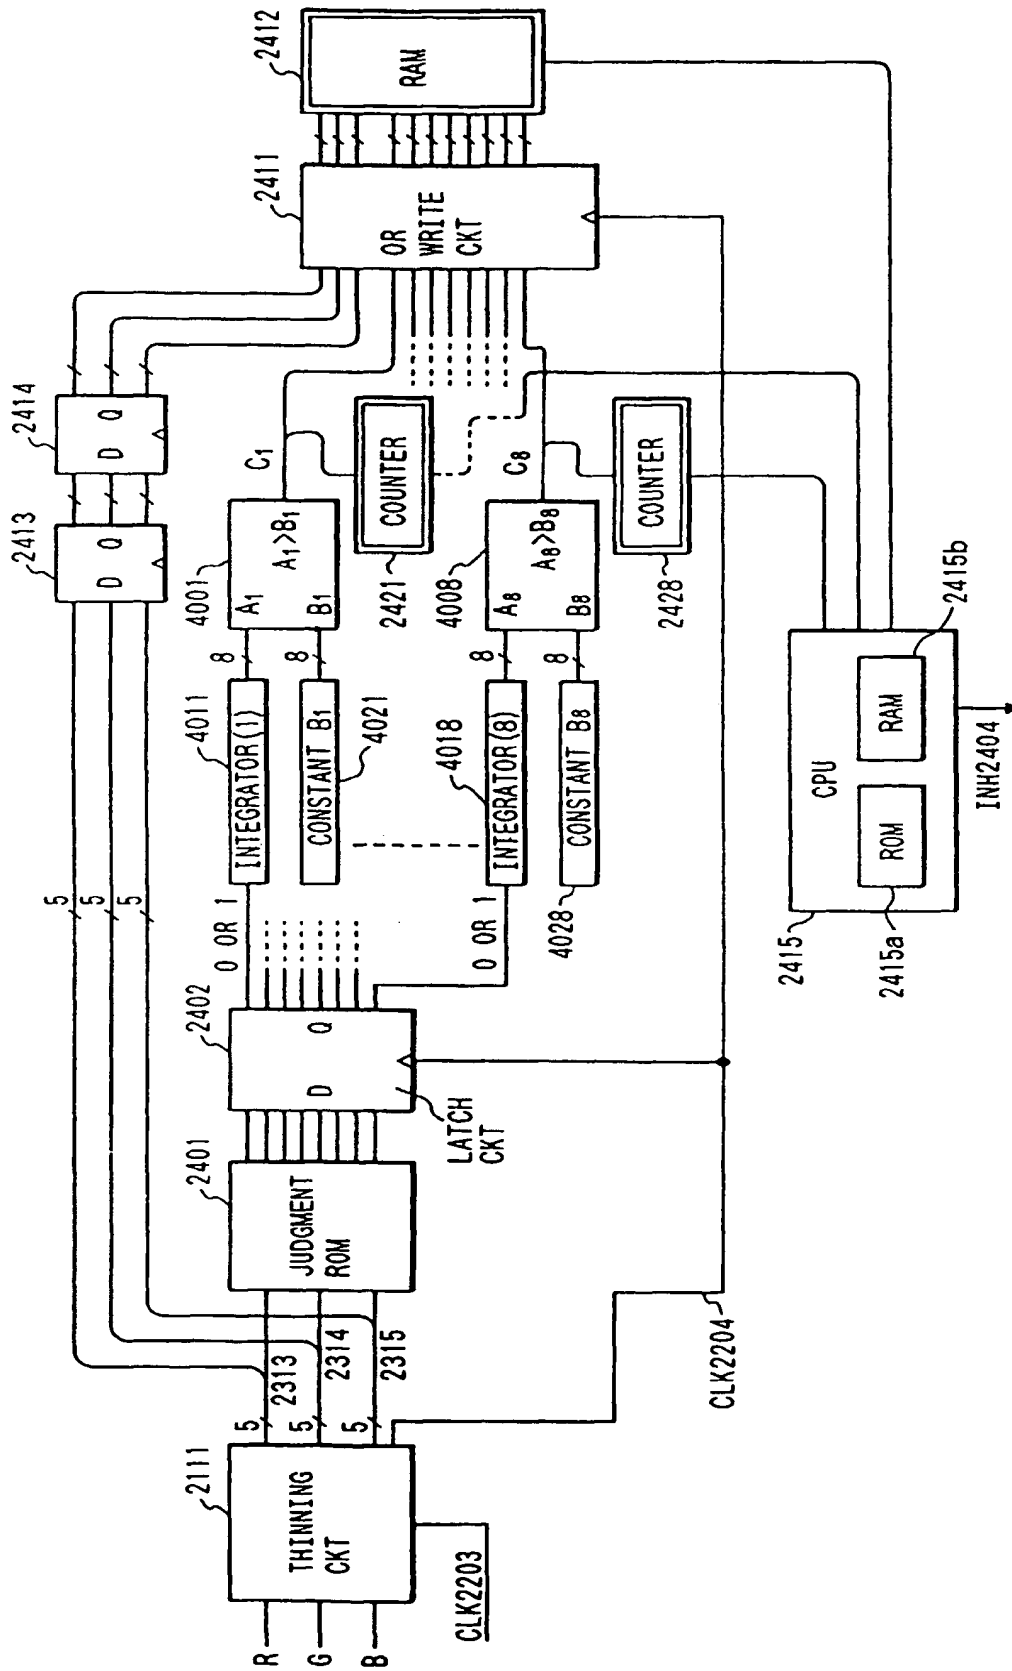 R
G
B
CLK2203
2111
THINNING
CKT
5
5
5
2313
2314
2315
CLK2204
2401
JUDGMENT
ROM
2402
D
Q
LATCH
CKT
5
5
5
0 OR 1
0 OR 1
4011
INTEGRATOR(1)
CONSTANT B1
4021
4018
INTEGRATOR(8)
CONSTANT B8
4028
8
8
8
8
4001
A1
B1
A1>B1
C1
COUNTER
2421
4008
A8
B8
A8>B8
C8
COUNTER
2428
2413
D
Q
2414
D
Q
2411
OR
WRITE
CKT
2412
RAM
2415
CPU
ROM
2415a
RAM
2415b
INH2404